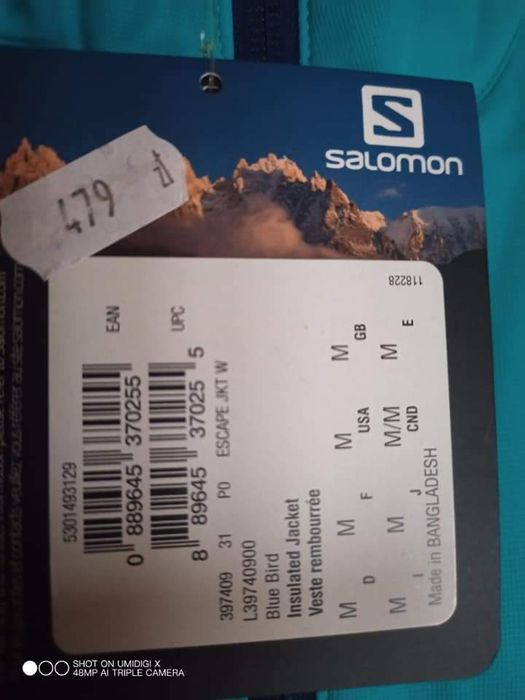 SALOMON
479 zł
118228
5301493129
0 889645 370255
EAN
8 89645 37025 5
UPC
397409 31 P0 ESCAPE JKT W
L39740900
Blue Bird
Insulated Jacket
Veste rembourrée
M M M M
D F USA GB
M M M/M M
I J CND E
Made in BANGLADESH
SHOT ON UMIDIGI X
48MP AI TRIPLE CAMERA